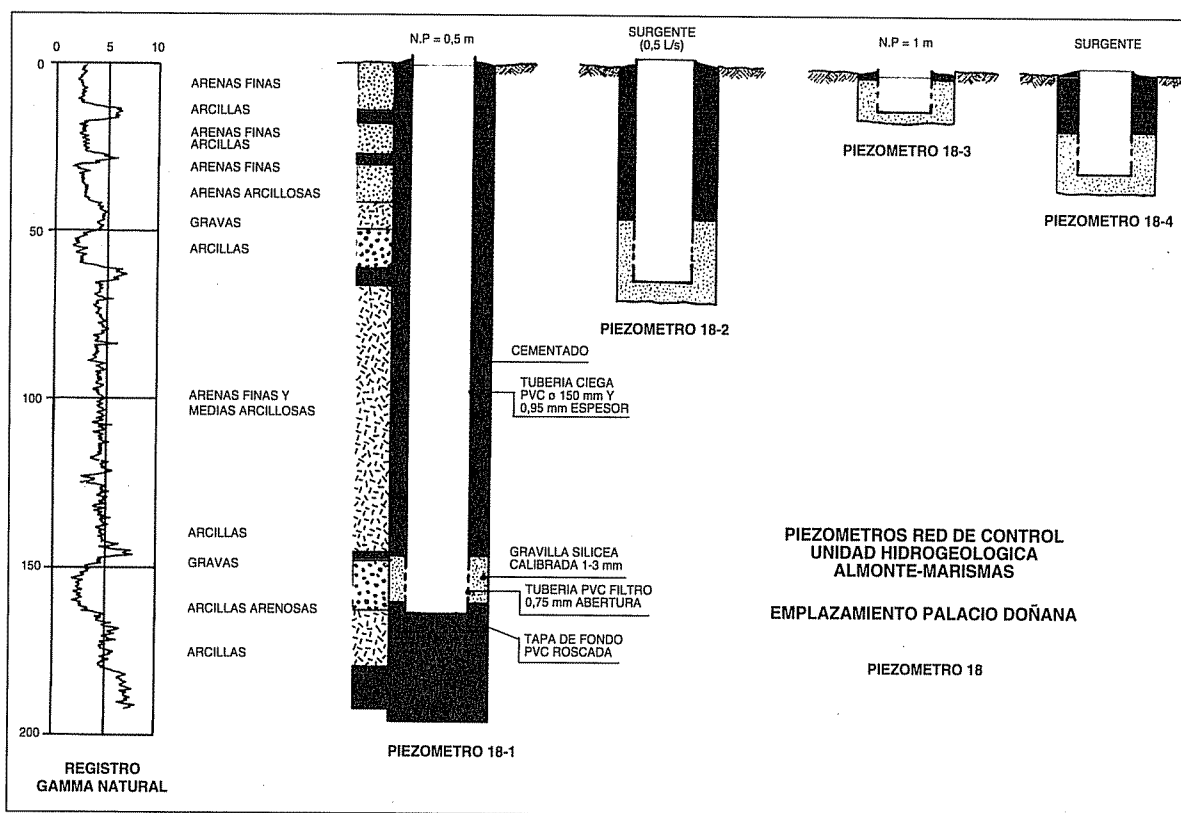 0 5 10
0
50
100
150
200
REGISTRO
GAMMA NATURAL
ARENAS FINAS
ARCILLAS
ARENAS FINAS
ARCILLAS
ARENAS FINAS
ARENAS ARCILLOSAS
GRAVAS
ARCILLAS
ARENAS FINAS Y
MEDIAS ARCILLOSAS
ARCILLAS
GRAVAS
ARCILLAS ARENOSAS
ARCILLAS
N.P = 0,5 m
CEMENTADO
TUBERIA CIEGA
PVC ø 150 mm Y
0,95 mm ESPESOR
GRAVILLA SILICEA
CALIBRADA 1-3 mm
TUBERIA PVC FILTRO
0,75 mm ABERTURA
TAPA DE FONDO
PVC ROSCADA
PIEZOMETRO 18-1
SURGENTE
(0,5 L/s)
PIEZOMETRO 18-2
N.P = 1 m
PIEZOMETRO 18-3
SURGENTE
PIEZOMETRO 18-4
PIEZOMETROS RED DE CONTROL
UNIDAD HIDROGEOLOGICA
ALMONTE-MARISMAS
EMPLAZAMIENTO PALACIO DOÑANA
PIEZOMETRO 18